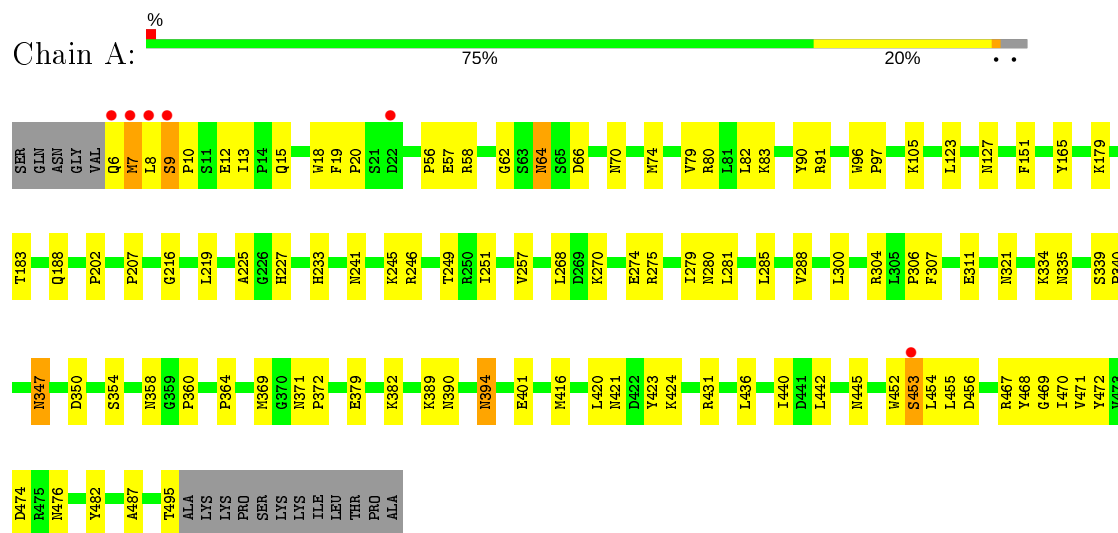 %
Chain A:
75% 20% • •
SER GLN ASN GLY VAL Q6 M7 L8 S9 P10 S11 E12 I13 P14 Q15 W18 F19 P20 S21 D22 P56 E57 R58 G62 S63 N64 S65 D66 N70 M74 V79 R80 L81 L82 K83 Y90 R91 W96 P97 K105 L123 N127 F151 Y165 K179
T183 Q188 P202 P207 G216 L219 A225 G226 H227 H233 N241 K245 R246 T249 R250 I251 V257 L268 D269 K270 E274 R275 I279 N280 L281 L285 V288 L300 R304 L305 P306 F307 E311 N321 K334 N335 S339 P340
N347 D350 S354 N358 G359 P360 P364 M369 G370 N371 P372 E379 K382 K389 N390 N394 E401 M416 L420 N421 D422 Y423 K424 R431 L436 I440 D441 L442 N445 W452 S453 L454 L455 D456 R467 Y468 G469 I470 V471 Y472 V473
D474 R475 N476 Y482 A487 T495 ALA LYS LYS PRO SER LYS LYS ILE LEU THR PRO ALA